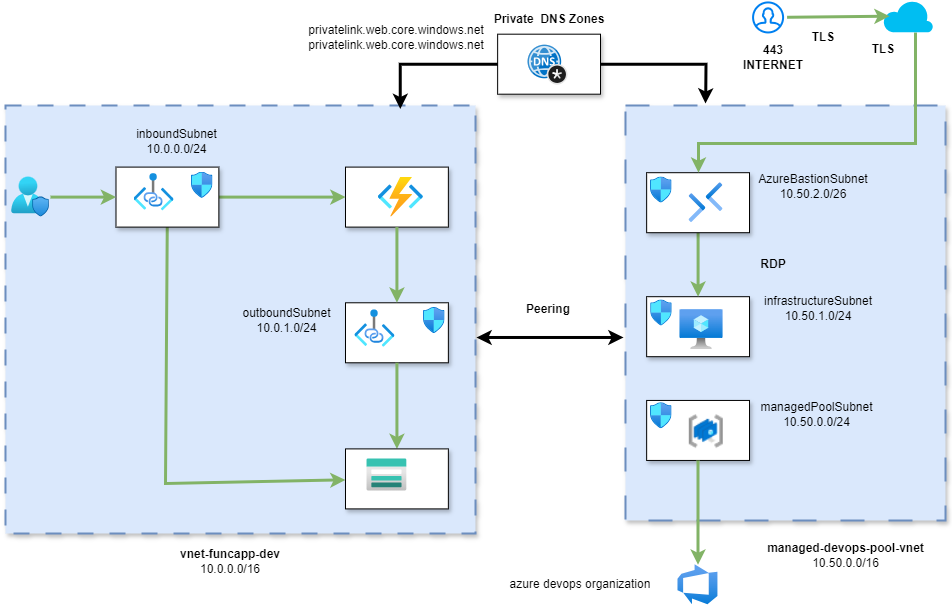 Private DNS Zones
privatelink.web.core.windows.net
privatelink.web.core.windows.net
DNS
443
INTERNET
TLS
TLS
inboundSubnet
10.0.0.0/24
outboundSubnet
10.0.1.0/24
vnet-funcapp-dev
10.0.0.0/16
Peering
AzureBastionSubnet
10.50.2.0/26
RDP
infrastructureSubnet
10.50.1.0/24
managedPoolSubnet
10.50.0.0/24
managed-devops-pool-vnet
10.50.0.0/16
azure devops organization